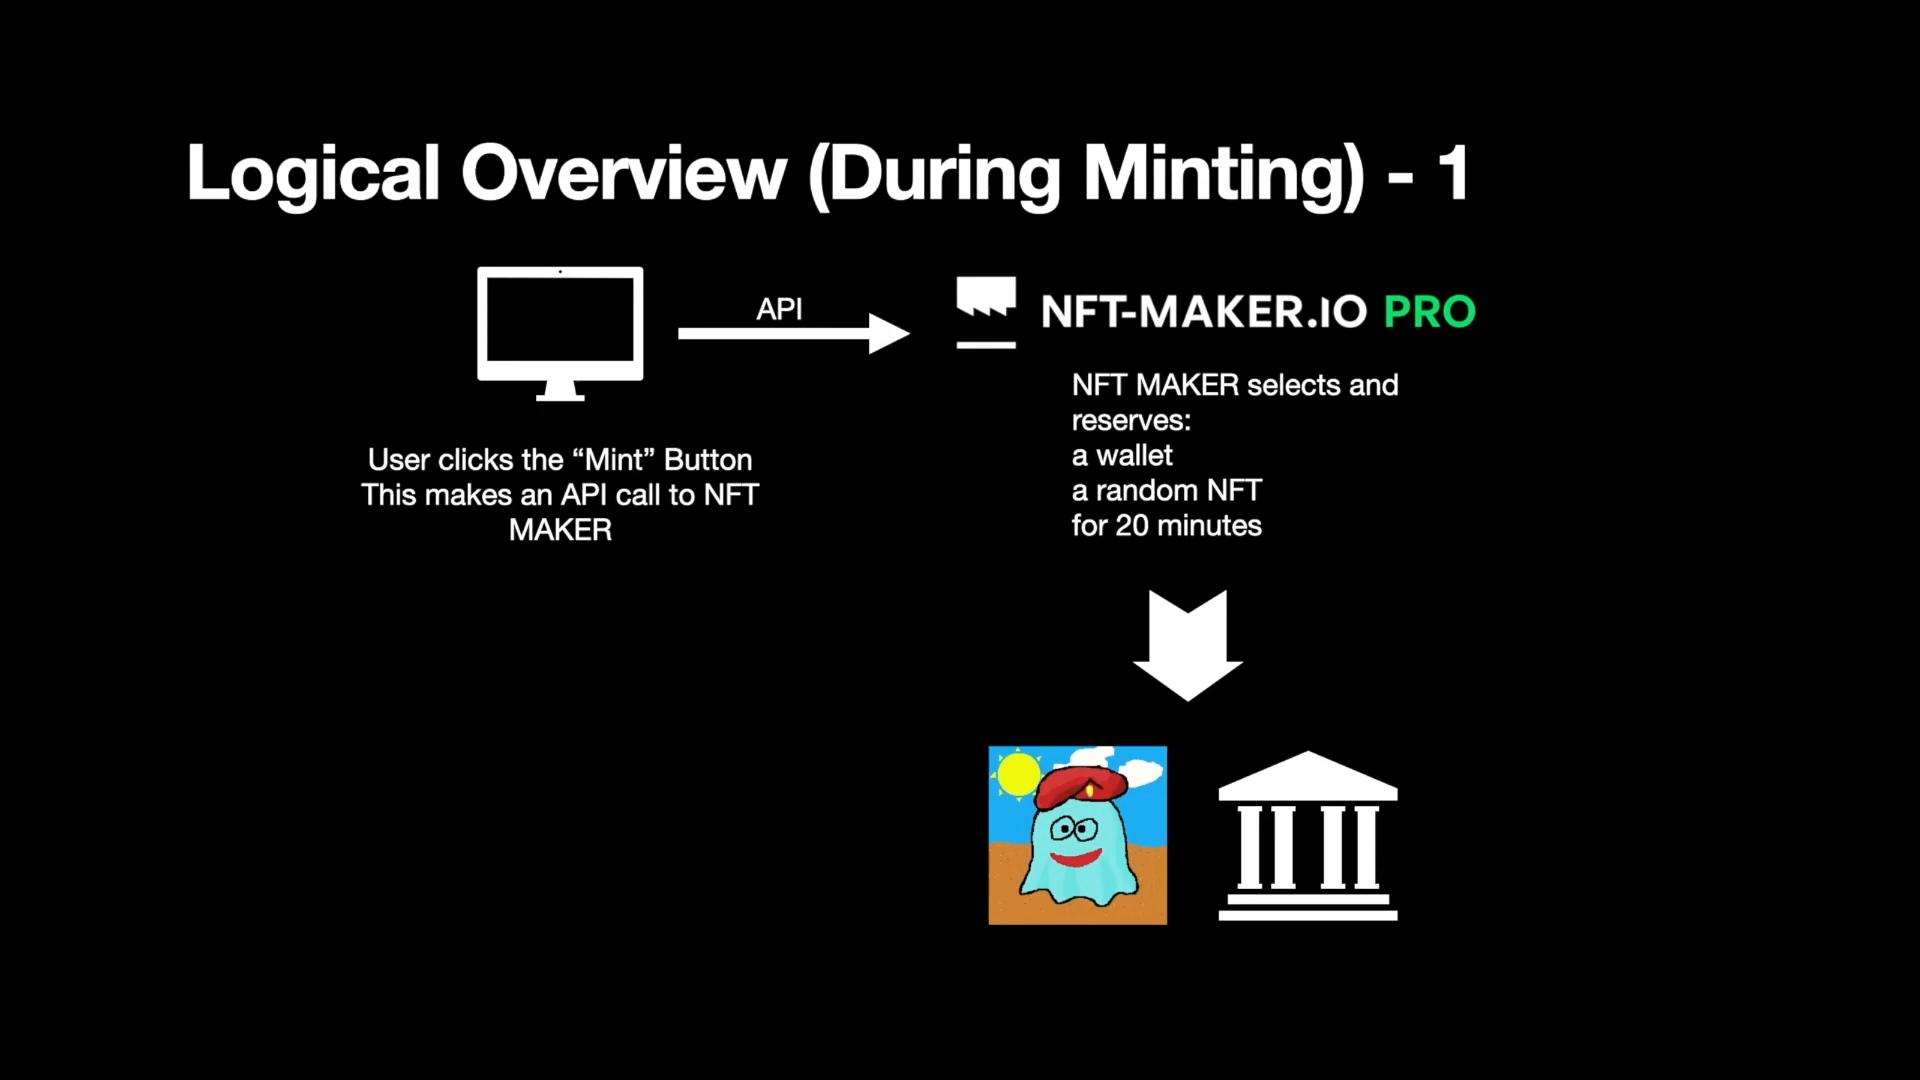 Logical Overview (During Minting) - 1
API
NFT-MAKER.IO PRO
User clicks the “Mint” Button
This makes an API call to NFT
MAKER
NFT MAKER selects and
reserves:
a wallet
a random NFT
for 20 minutes